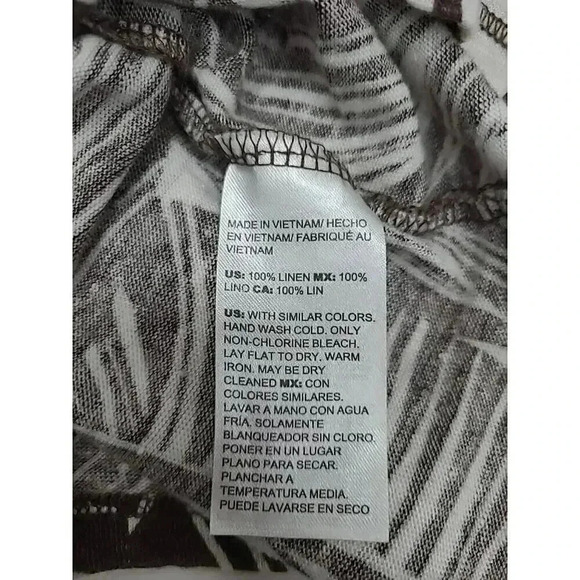 MADE IN VIETNAM/ HECHO
EN VIETNAM/ FABRIQUÉ AU
VIETNAM
US: 100% LINEN MX: 100%
LINO CA: 100% LIN
US: WITH SIMILAR COLORS.
HAND WASH COLD. ONLY
NON-CHLORINE BLEACH.
LAY FLAT TO DRY. WARM
IRON. MAY BE DRY
CLEANED MX: CON
COLORES SIMILARES.
LAVAR A MANO CON AGUA
FRÍA. SOLAMENTE
BLANQUEADOR SIN CLORO.
PONER EN UN LUGAR
PLANO PARA SECAR.
PLANCHAR A
TEMPERATURA MEDIA.
PUEDE LAVARSE EN SECO